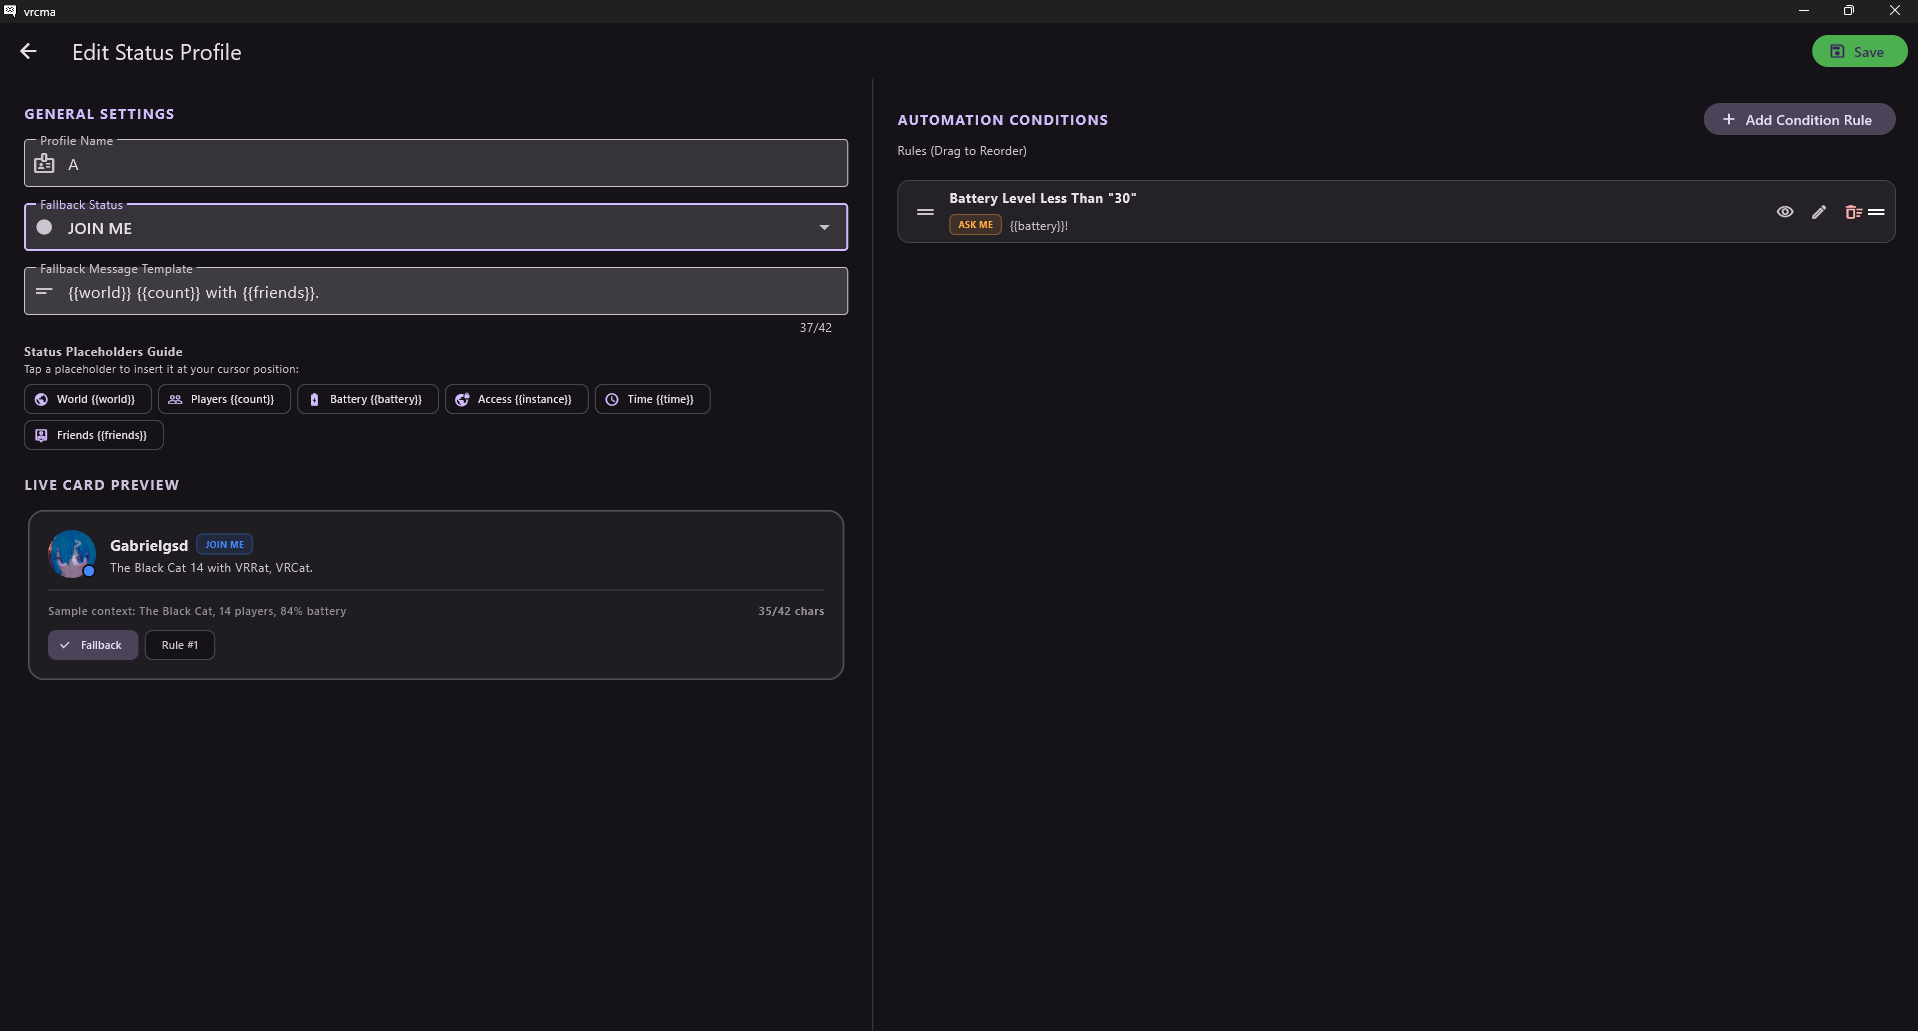 vrcma
Edit Status Profile
Save
GENERAL SETTINGS
Profile Name
A
Fallback Status
JOIN ME
Fallback Message Template
{{world}} {{count}} with {{friends}}.
37/42
Status Placeholders Guide
Tap a placeholder to insert it at your cursor position:
World {{world}}
Players {{count}}
Battery {{battery}}
Access {{instance}}
Time {{time}}
Friends {{friends}}
LIVE CARD PREVIEW
Gabrielgsd JOIN ME
The Black Cat 14 with VRRat, VRCat.
Sample context: The Black Cat, 14 players, 84% battery
35/42 chars
Fallback
Rule #1
AUTOMATION CONDITIONS
Add Condition Rule
Rules (Drag to Reorder)
Battery Level Less Than "30"
ASK ME {{battery}}!